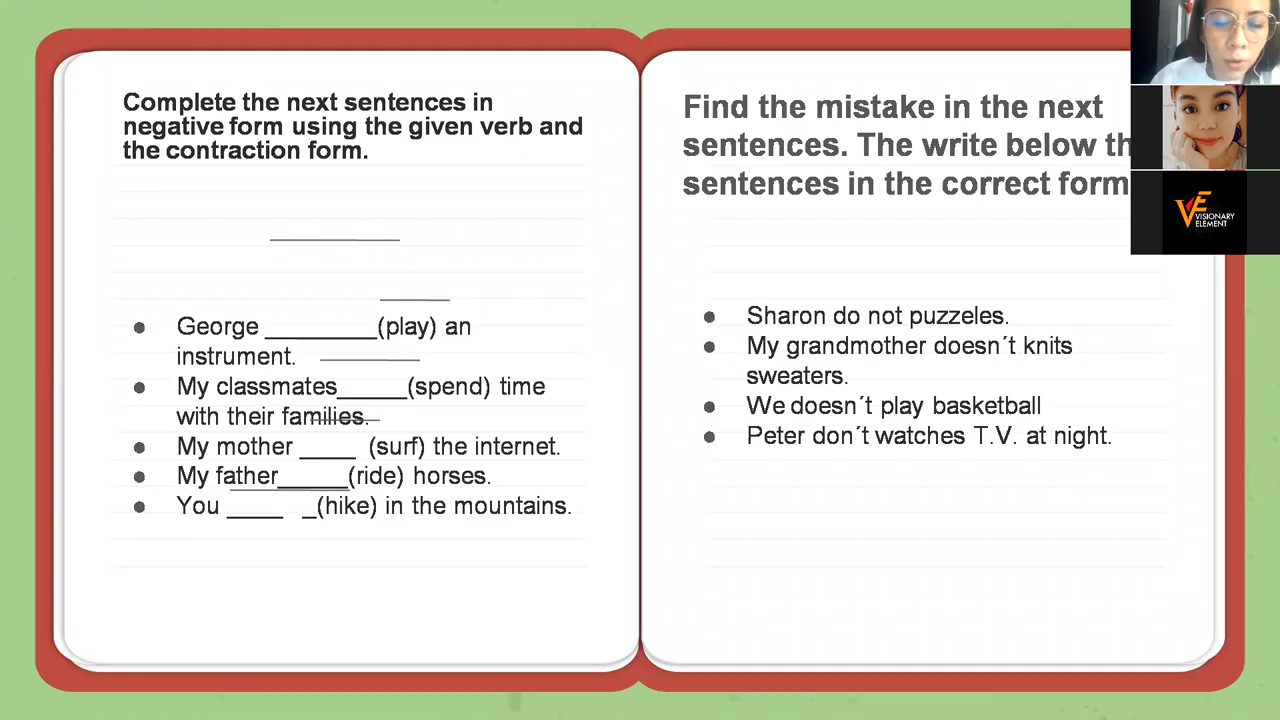 Complete the next sentences in
negative form using the given verb and
the contraction form.
George ________(play) an
instrument.
My classmates_____(spend) time
with their families.
My mother ____ (surf) the internet.
My father_____(ride) horses.
You ____ _(hike) in the mountains.
Find the mistake in the next
sentences. The write below th
sentences in the correct form
Sharon do not puzzeles.
My grandmother doesn´t knits
sweaters.
We doesn´t play basketball
Peter don´t watches T.V. at night.
VE VISIONARY
ELEMENT